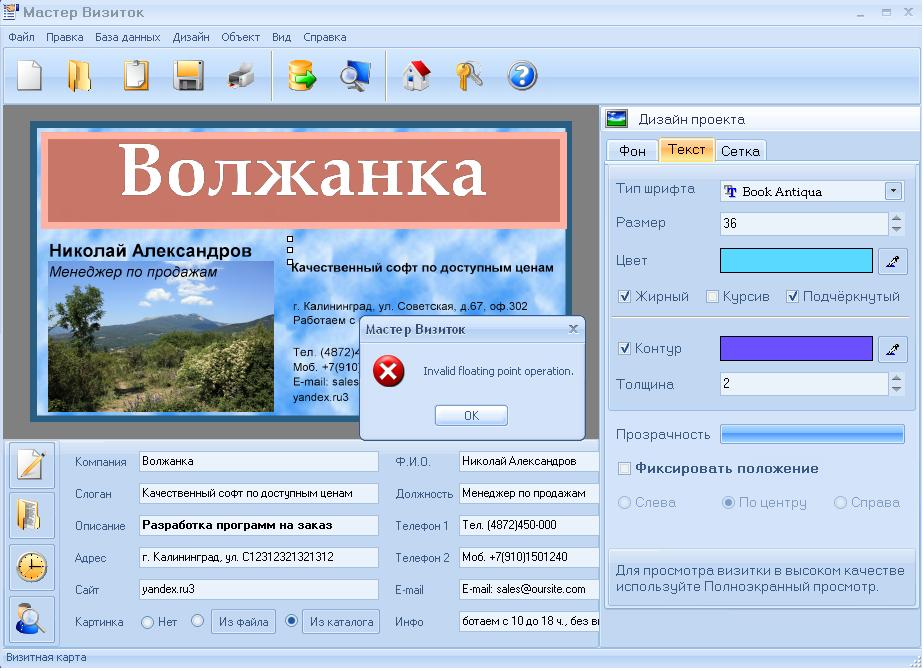 Мастер Визиток
Файл Правка База данных Дизайн Объект Вид Справка
Волжанка
Николай Александров
Менеджер по продажам
Качественный софт по доступным ценам
г. Калининград, ул. Советская, д.67, оф.302
Работаем с
Тел. (4872)4
Моб. +7(910)
E-mail: sales
yandex.ru3
Мастер Визиток
Invalid floating point operation.
OK
Дизайн проекта
Фон Текст Сетка
Тип шрифта Book Antiqua
Размер 36
Цвет
Жирный Курсив Подчёркнутый
Контур
Толщина 2
Прозрачность
Фиксировать положение
Слева По центру Справа
Для просмотра визитки в высоком качестве
используйте Полноэкранный просмотр.
Компания Волжанка Ф.И.О. Николай Александров
Слоган Качественный софт по доступным ценам Должность Менеджер по продажам
Описание Разработка программ на заказ Телефон 1 Тел. (4872)450-000
Адрес г. Калининград, ул. С12312321321312 Телефон 2 Моб. +7(910)1501240
Сайт yandex.ru3 E-mail E-mail: sales@oursite.com
Картинка Нет Из файла Из каталога Инфо ботаем с 10 до 18 ч., без вы
Визитная карта